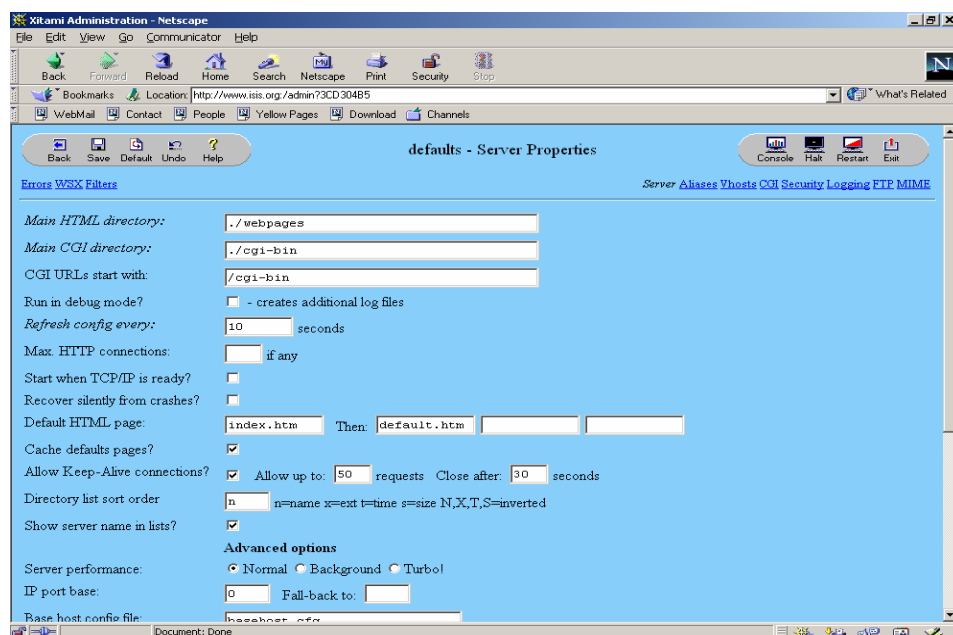 Xitami Administration - Netscape
File Edit View Go Communicator Help
Back Forward Reload Home Search Netscape Print Security Stop
My
N
Bookmarks Location: http://www.isis.org:/admin?3CD304B5 What's Related
WebMail Contact People Yellow Pages Download Channels
Back Save Default Undo Help
defaults - Server Properties
Console Halt Restart Exit
Errors WSX Filters
Server Aliases Vhosts CGI Security Logging FTP MIME
Main HTML directory: ./webpages
Main CGI directory: ./cgi-bin
CGI URLs start with: /cgi-bin
Run in debug mode? - creates additional log files
Refresh config every: 10 seconds
Max. HTTP connections: if any
Start when TCP/IP is ready?
Recover silently from crashes?
Default HTML page: index.htm Then: default.htm
Cache defaults pages?
Allow Keep-Alive connections? Allow up to: 50 requests Close after: 30 seconds
Directory list sort order n n=name x=ext t=time s=size N,X,T,S=inverted
Show server name in lists?
Advanced options
Server performance: Normal Background Turbo!
IP port base: 0 Fall-back to:
Base host config file: basehost.cfg
Document: Done